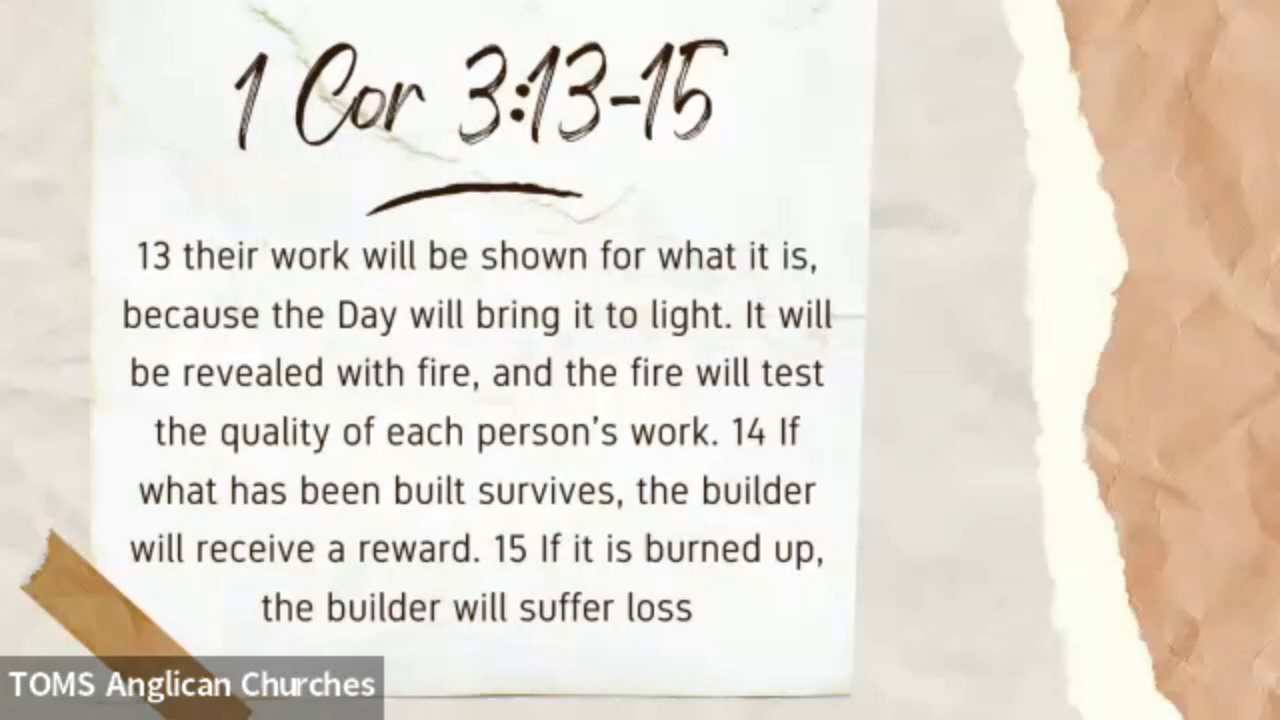 1 Cor 3:13-15
13 their work will be shown for what it is,
because the Day will bring it to light. It will
be revealed with fire, and the fire will test
the quality of each person's work. 14 If
what has been built survives, the builder
will receive a reward. 15 If it is burned up,
the builder will suffer loss
TOMS Anglican Churches